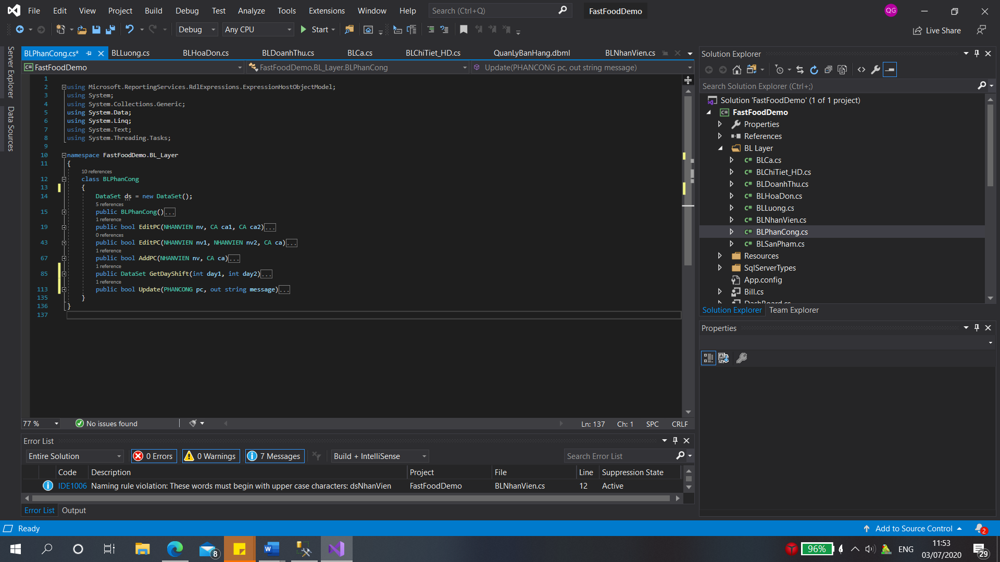 File Edit View Project Build Debug Test Analyze Tools Extensions Window Help Search (Ctrl+Q) FastFoodDemo QG
Debug Any CPU Start Live Share
Server Explorer
Data Sources
BLPhanCong.cs* BLLuong.cs BLHoaDon.cs BLDoanhThu.cs BLCa.cs BLChiTiet_HD.cs QuanLyBanHang.dbml BLNhanVien.cs
FastFoodDemo FastFoodDemo.BL_Layer.BLPhanCong Update(PHANCONG pc, out string message)
1
2 using Microsoft.ReportingServices.RdlExpressions.ExpressionHostObjectModel;
3 using System;
4 using System.Collections.Generic;
5 using System.Data;
6 using System.Linq;
7 using System.Text;
8 using System.Threading.Tasks;
9
10 namespace FastFoodDemo.BL_Layer
11 {
10 references
12 class BLPhanCong
13 {
14 DataSet ds = new DataSet();
5 references
15 public BLPhanCong()...
1 reference
19 public bool EditPC(NHANVIEN nv, CA ca1, CA ca2)...
0 references
43 public bool EditPC(NHANVIEN nv1, NHANVIEN nv2, CA ca)...
1 reference
67 public bool AddPC(NHANVIEN nv, CA ca)...
1 reference
85 public DataSet GetDayShift(int day1, int day2)...
1 reference
113 public bool Update(PHANCONG pc, out string message)...
135 }
136 }
137
77 % No issues found Ln: 137 Ch: 1 SPC CRLF
Error List
Entire Solution 0 Errors 0 Warnings 7 Messages Build + IntelliSense Search Error List
Code Description Project File Line Suppression State
IDE1006 Naming rule violation: These words must begin with upper case characters: dsNhanVien FastFoodDemo BLNhanVien.cs 12 Active
Error List Output
Solution Explorer
Search Solution Explorer (Ctrl+;)
Solution 'FastFoodDemo' (1 of 1 project)
C# FastFoodDemo
Properties
References
BL Layer
C# BLCa.cs
C# BLChiTiet_HD.cs
C# BLDoanhThu.cs
C# BLHoaDon.cs
C# BLLuong.cs
C# BLNhanVien.cs
C# BLPhanCong.cs
C# BLSanPham.cs
Resources
SqlServerTypes
App.config
Bill.cs
DashBoard.cs
Solution Explorer Team Explorer
Properties
Ready Add to Source Control 2
8 96% ENG 11:53
03/07/2020 29